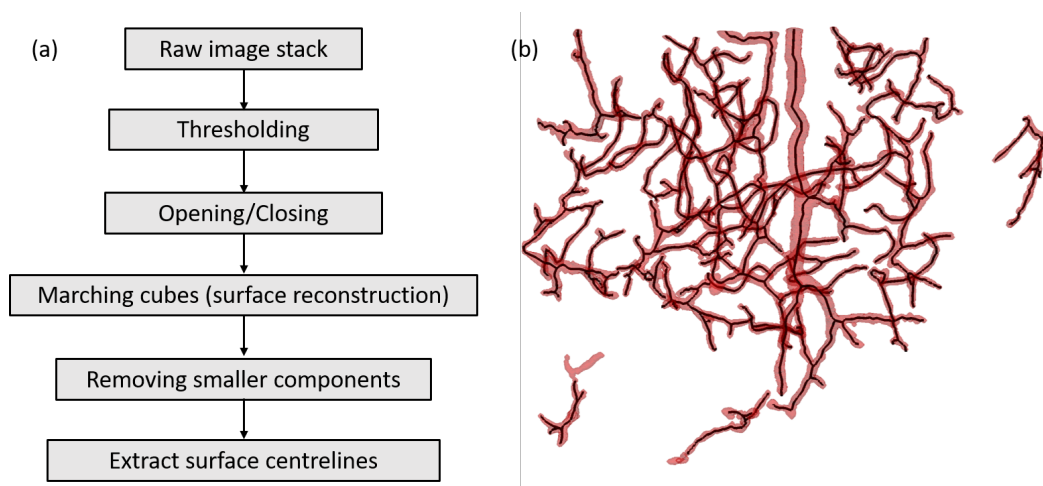 (a)
Raw image stack
Thresholding
Opening/Closing
Marching cubes (surface reconstruction)
Removing smaller components
Extract surface centrelines
(b)